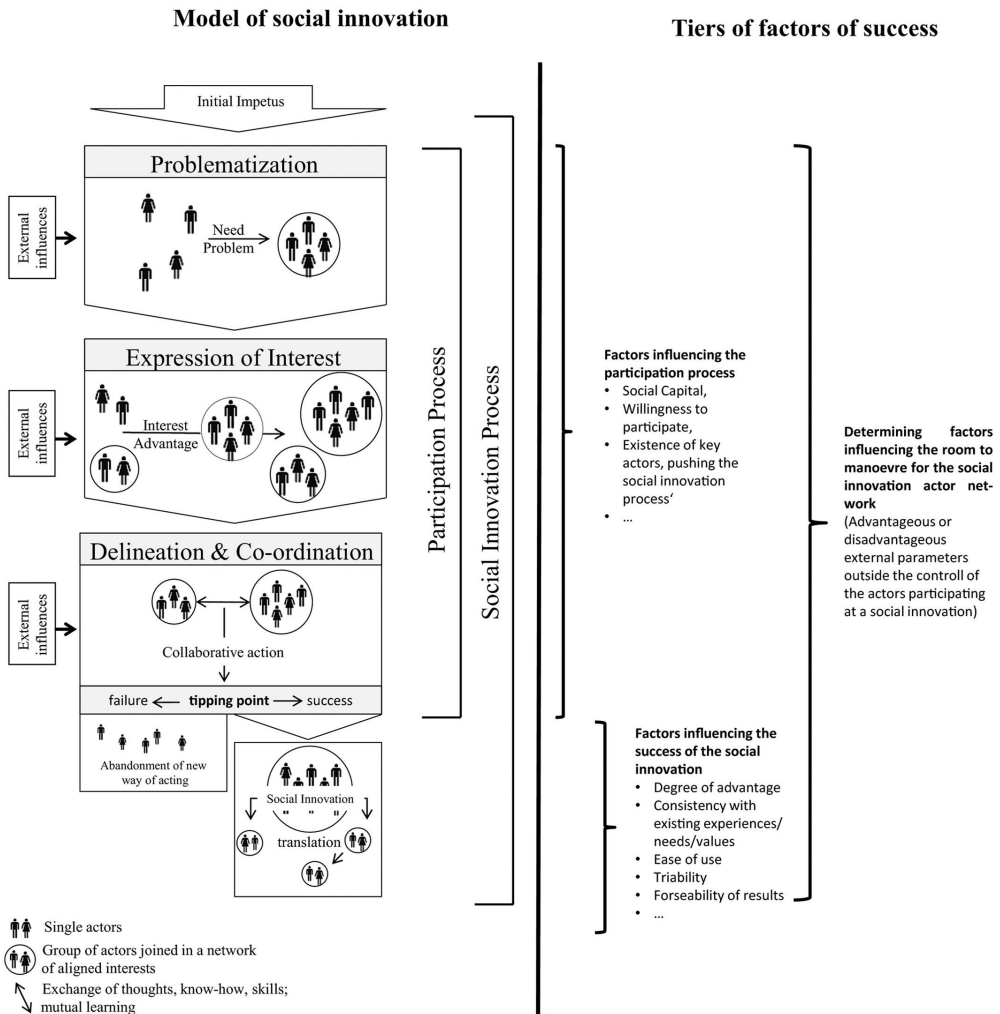 Model of social innovation
Tiers of factors of success
Initial Impetus
Problematization
External
influences
Need
Problem
Expression of Interest
External
influences
Interest
Advantage
Delineation & Co-ordination
External
influences
Collaborative action
failure
tipping point
success
Abandonment of new
way of acting
Social Innovation
translation
Participation Process
Social Innovation Process
Factors influencing the
participation process
• Social Capital,
• Willingness to
participate,
• Existence of key
actors, pushing the
social innovation
process‘
• ...
Factors influencing the
success of the social
innovation
• Degree of advantage
• Consistency with
existing experiences/
needs/values
• Ease of use
• Triability
• Forseability of results
• ...
Determining factors
influencing the room to
manoevre for the social
innovation actor net-
work
(Advantageous or
disadvantageous
external parameters
outside the controll of
the actors participating
at a social innovation)
Single actors
Group of actors joined in a network
of aligned interests
Exchange of thoughts, know-how, skills;
mutual learning